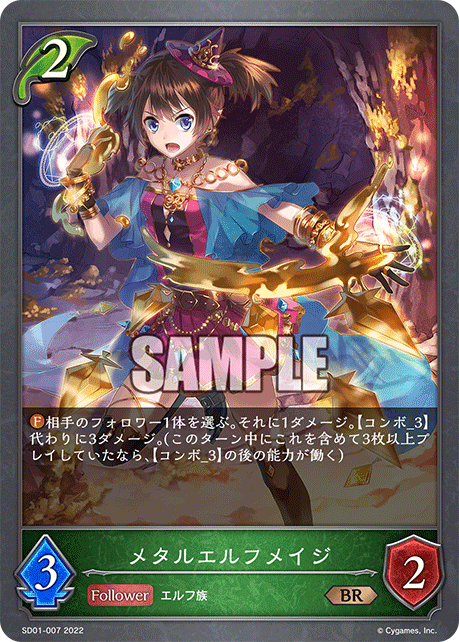 2
SAMPLE
F相手のフォロワー1体を選ぶ。それに1ダメージ。【コンボ_3】
代わりに3ダメージ。(このターン中にこれを含めて3枚以上プ
レイしていたなら、【コンボ_3】の後の能力が働く)
メタルエルフメイジ
3
Follower
エルフ族
BR
2
SD01-007 2022
© Cygames, Inc.